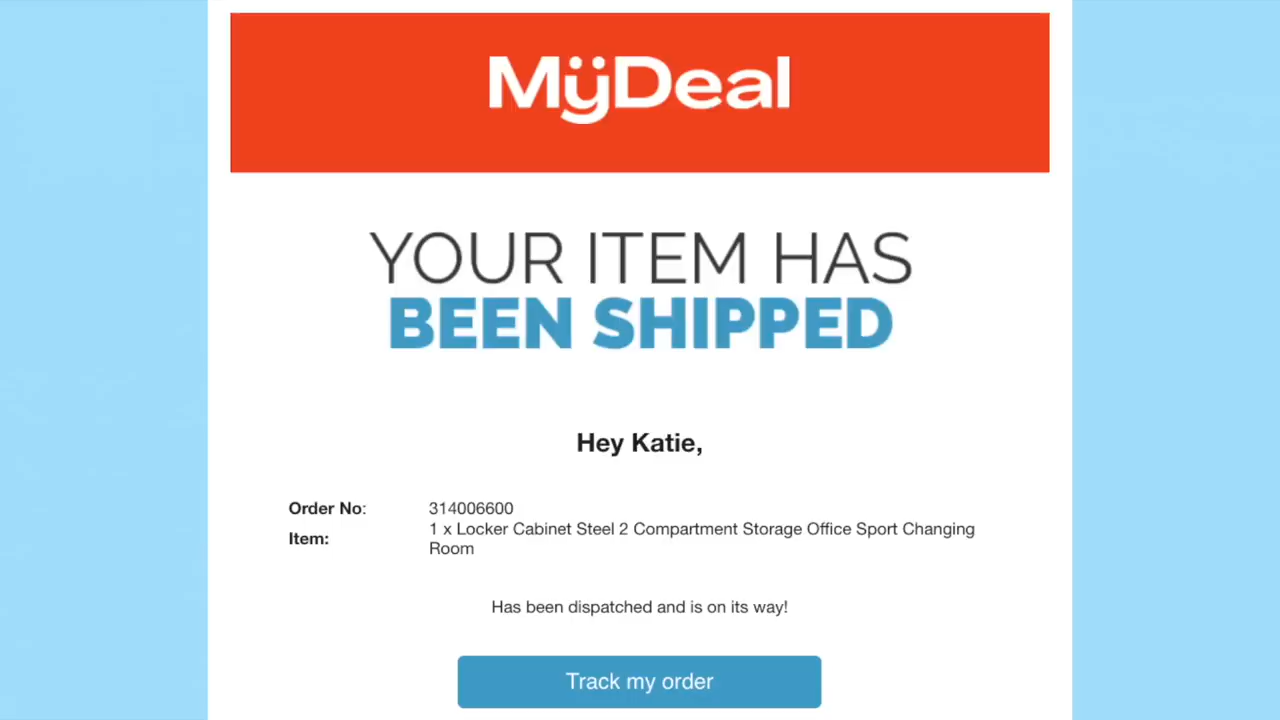 MÿDeal
YOUR ITEM HAS
BEEN SHIPPED
Hey Katie,
Order No: 314006600
Item: 1 x Locker Cabinet Steel 2 Compartment Storage Office Sport Changing
Room
Has been dispatched and is on its way!
Track my order